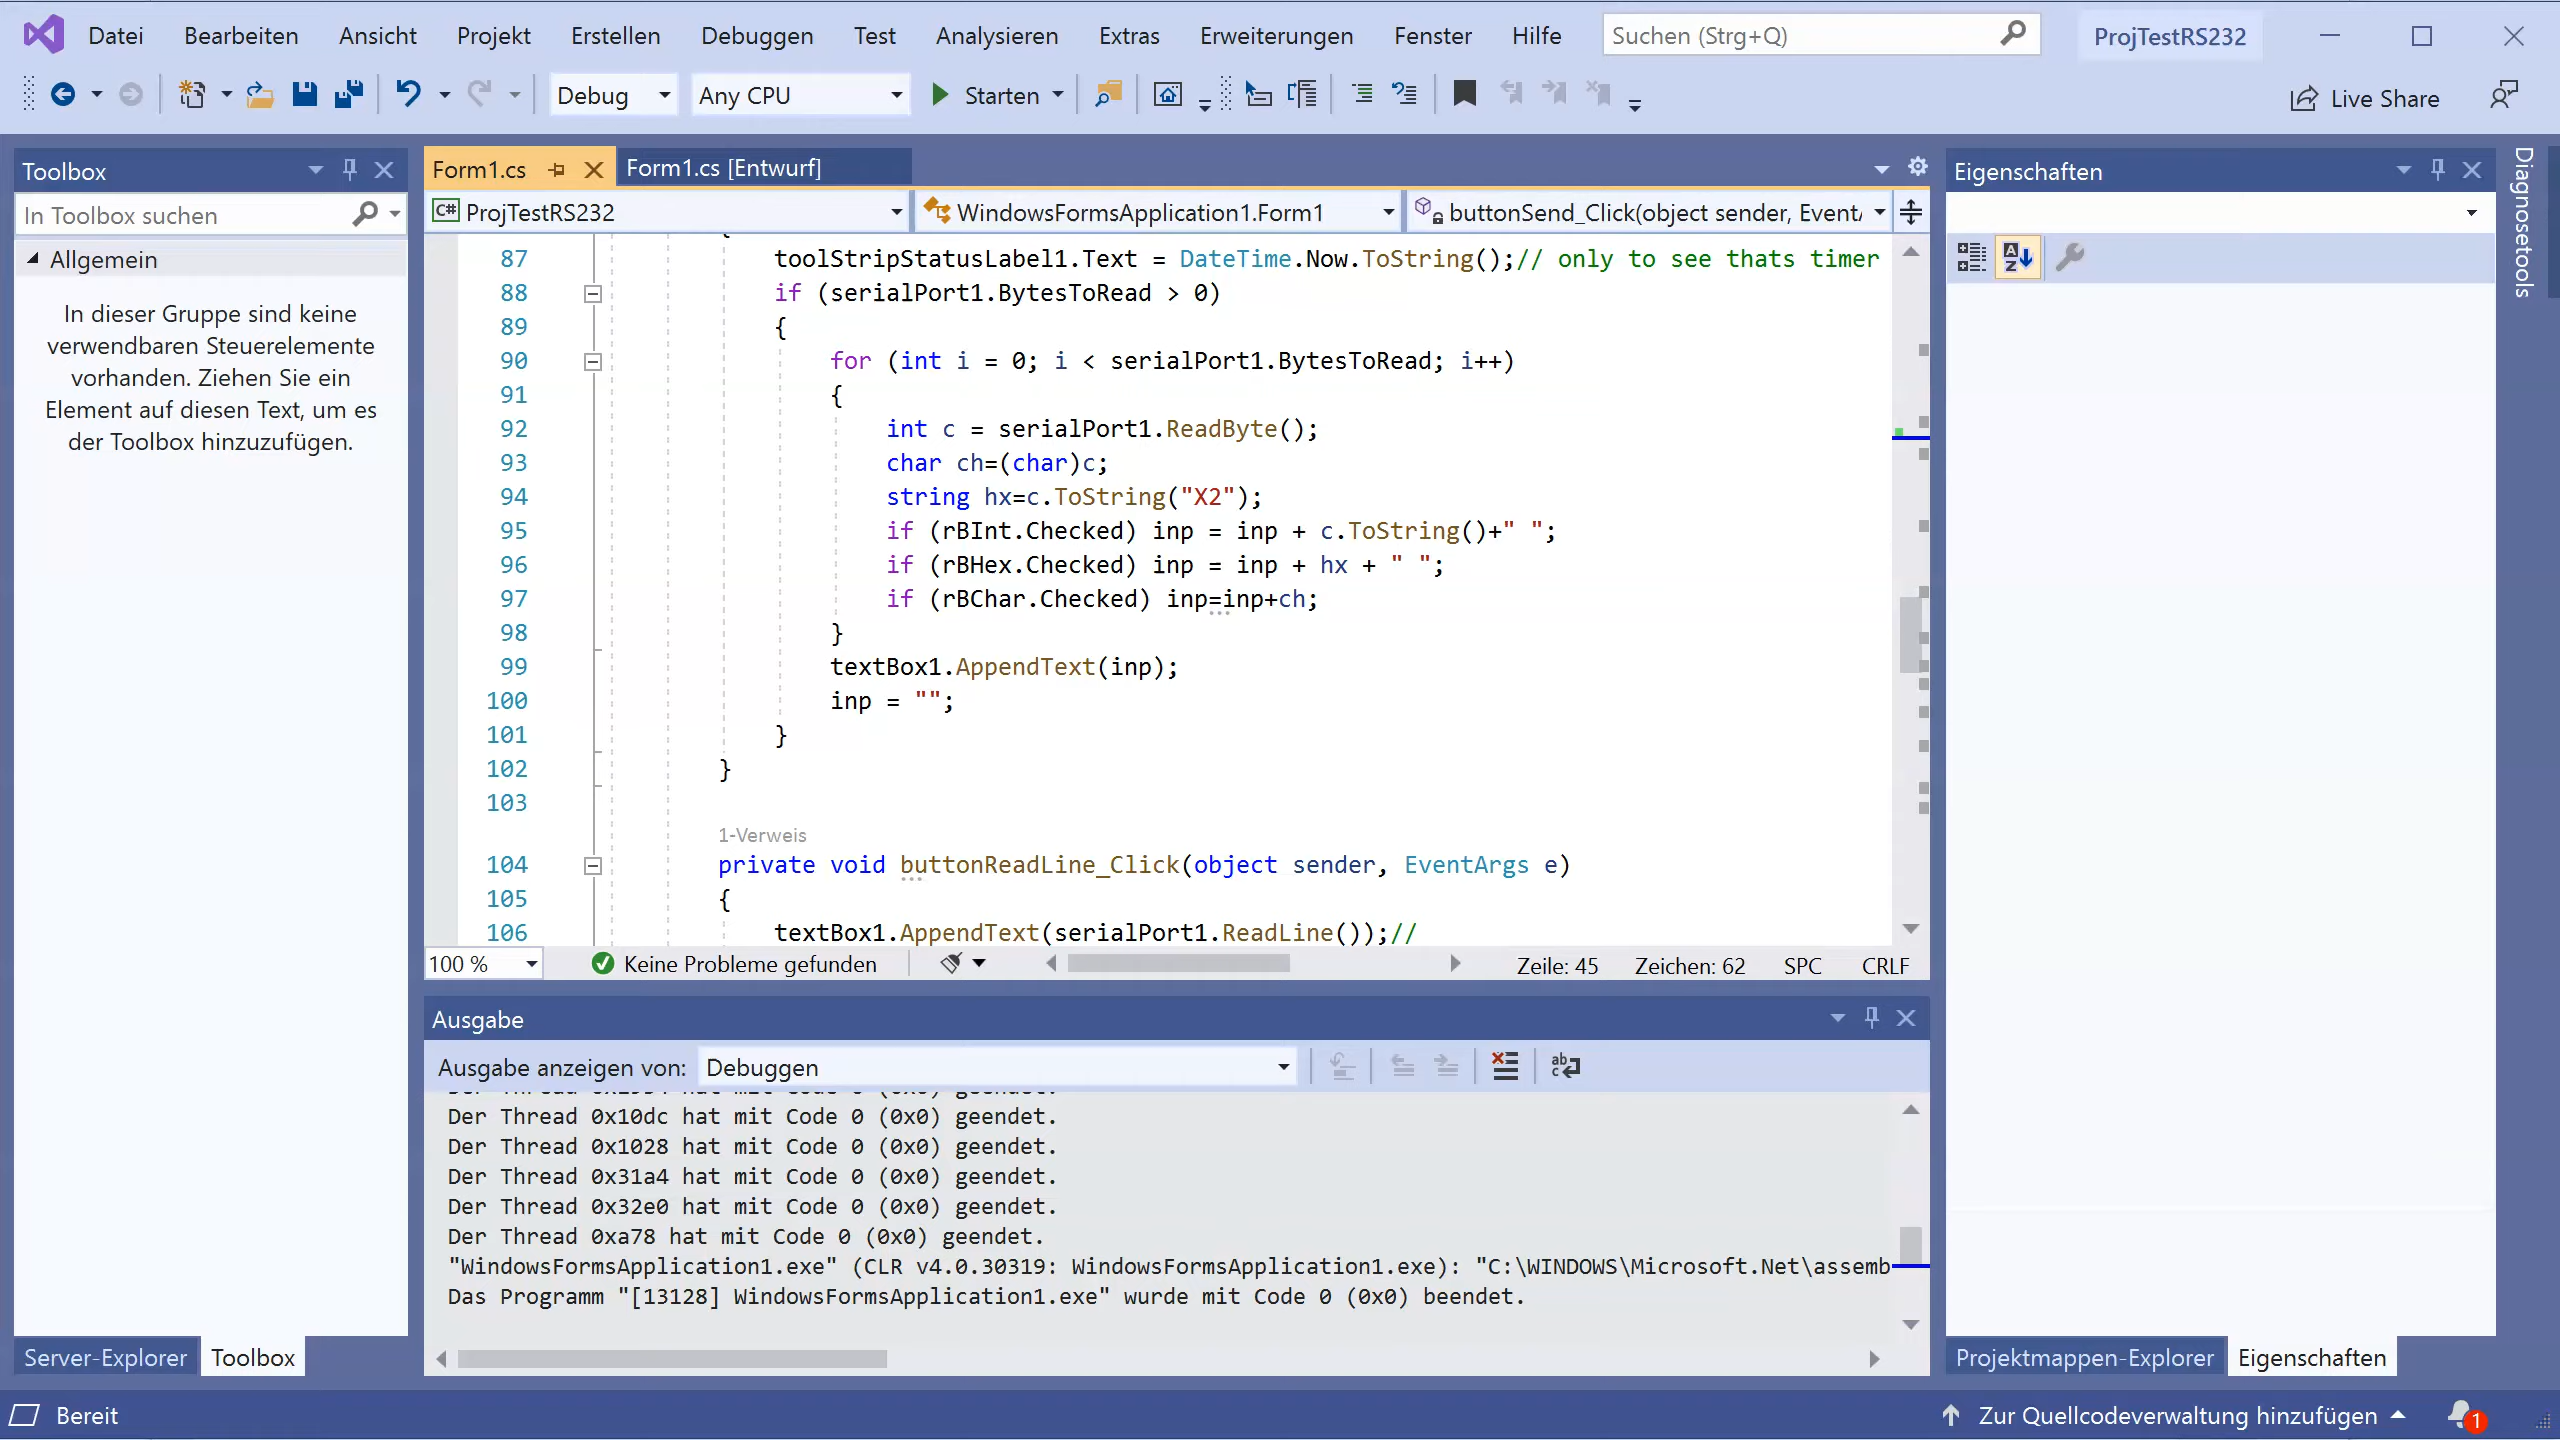 Datei Bearbeiten Ansicht Projekt Erstellen Debuggen Test Analysieren Extras Erweiterungen Fenster Hilfe Suchen (Strg+Q) ProjTestRS232
Debug Any CPU Starten Live Share
Toolbox
In Toolbox suchen
Allgemein
In dieser Gruppe sind keine
verwendbaren Steuerelemente
vorhanden. Ziehen Sie ein
Element auf diesen Text, um es
der Toolbox hinzuzufügen.
Server-Explorer Toolbox
Form1.cs Form1.cs [Entwurf]
C# ProjTestRS232 WindowsFormsApplication1.Form1 buttonSend_Click(object sender, Event
87 toolStripStatusLabel1.Text = DateTime.Now.ToString();// only to see thats timer
88 if (serialPort1.BytesToRead > 0)
89 {
90 for (int i = 0; i < serialPort1.BytesToRead; i++)
91 {
92 int c = serialPort1.ReadByte();
93 char ch=(char)c;
94 string hx=c.ToString("X2");
95 if (rBInt.Checked) inp = inp + c.ToString()+" ";
96 if (rBHex.Checked) inp = inp + hx + " ";
97 if (rBChar.Checked) inp=inp+ch;
98 }
99 textBox1.AppendText(inp);
100 inp = "";
101 }
102 }
103
1-Verweis
104 private void buttonReadLine_Click(object sender, EventArgs e)
105 {
106 textBox1.AppendText(serialPort1.ReadLine());//
100 % Keine Probleme gefunden Zeile: 45 Zeichen: 62 SPC CRLF
Ausgabe
Ausgabe anzeigen von: Debuggen
Der Thread 0x10dc hat mit Code 0 (0x0) geendet.
Der Thread 0x1028 hat mit Code 0 (0x0) geendet.
Der Thread 0x31a4 hat mit Code 0 (0x0) geendet.
Der Thread 0x32e0 hat mit Code 0 (0x0) geendet.
Der Thread 0xa78 hat mit Code 0 (0x0) geendet.
"WindowsFormsApplication1.exe" (CLR v4.0.30319: WindowsFormsApplication1.exe): "C:\WINDOWS\Microsoft.Net\assemb
Das Programm "[13128] WindowsFormsApplication1.exe" wurde mit Code 0 (0x0) beendet.
Eigenschaften
Diagnosetools
Projektmappen-Explorer Eigenschaften
Bereit Zur Quellcodeverwaltung hinzufügen 1